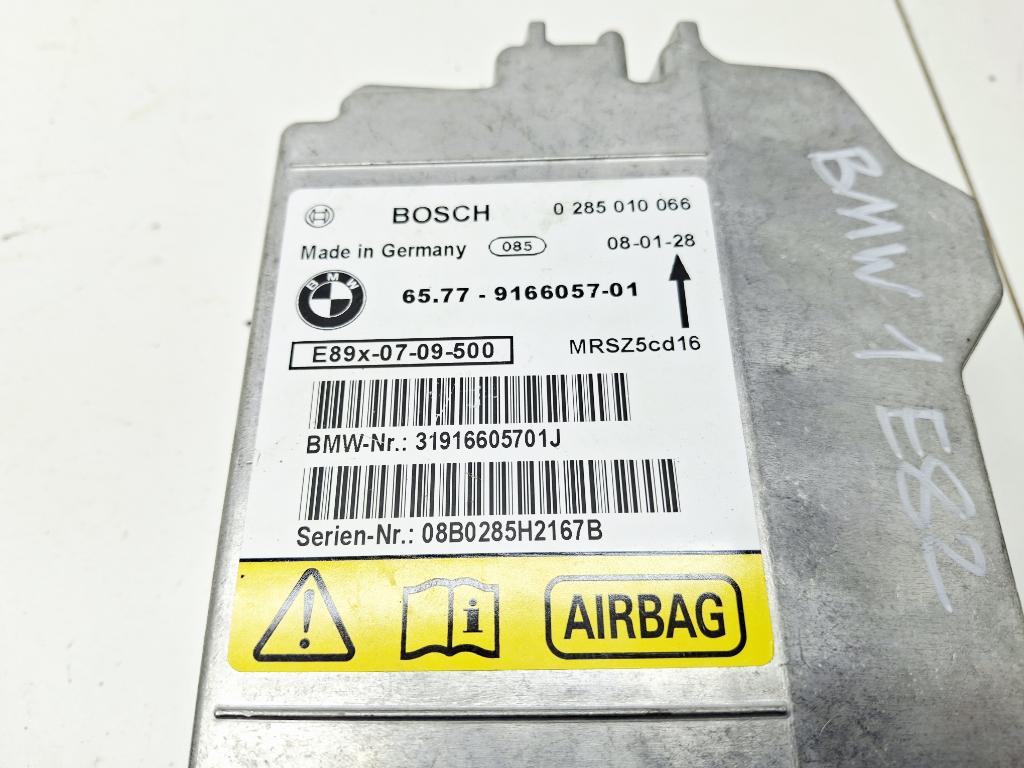 BOSCH 0 285 010 066
Made in Germany 085 08-01-28
BMW
65.77 - 9166057-01
E89x-07-09-500 MRSZ5cd16
BMW-Nr.: 31916605701J
Serien-Nr.: 08B0285H2167B
AIRBAG
BMW 1 E82